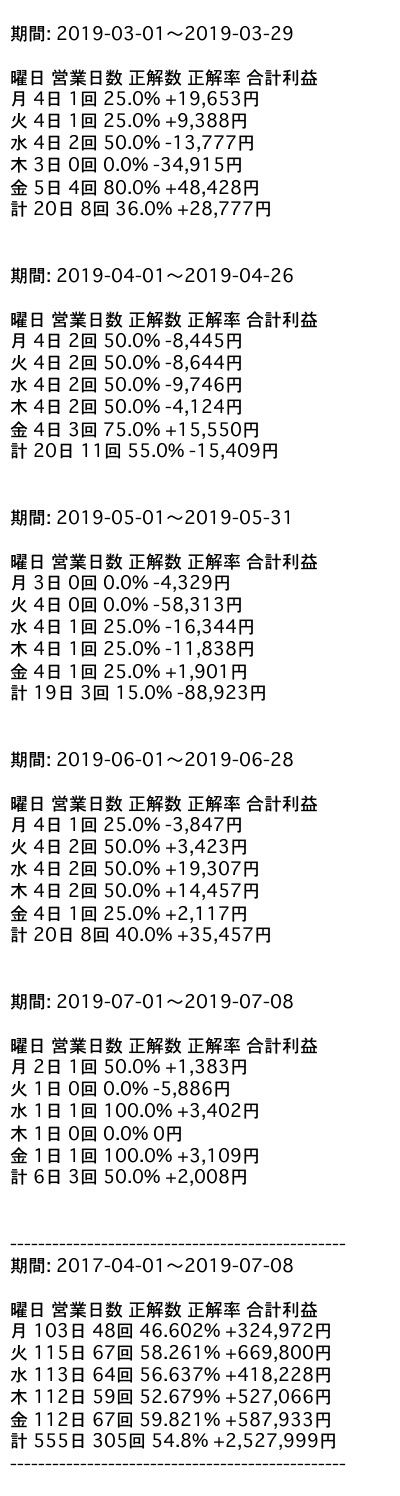 期間: 2019-03-01～2019-03-29
曜日 営業日数 正解数 正解率 合計利益
月 4日 1回 25.0% +19,653円
火 4日 1回 25.0% +9,388円
水 4日 2回 50.0% -13,777円
木 3日 0回 0.0% -34,915円
金 5日 4回 80.0% +48,428円
計 20日 8回 36.0% +28,777円
期間: 2019-04-01～2019-04-26
曜日 営業日数 正解数 正解率 合計利益
月 4日 2回 50.0% -8,445円
火 4日 2回 50.0% -8,644円
水 4日 2回 50.0% -9,746円
木 4日 2回 50.0% -4,124円
金 4日 3回 75.0% +15,550円
計 20日 11回 55.0% -15,409円
期間: 2019-05-01～2019-05-31
曜日 営業日数 正解数 正解率 合計利益
月 3日 0回 0.0% -4,329円
火 4日 0回 0.0% -58,313円
水 4日 1回 25.0% -16,344円
木 4日 1回 25.0% -11,838円
金 4日 1回 25.0% +1,901円
計 19日 3回 15.0% -88,923円
期間: 2019-06-01～2019-06-28
曜日 営業日数 正解数 正解率 合計利益
月 4日 1回 25.0% -3,847円
火 4日 2回 50.0% +3,423円
水 4日 2回 50.0% +19,307円
木 4日 2回 50.0% +14,457円
金 4日 1回 25.0% +2,117円
計 20日 8回 40.0% +35,457円
期間: 2019-07-01～2019-07-08
曜日 営業日数 正解数 正解率 合計利益
月 2日 1回 50.0% +1,383円
火 1日 0回 0.0% -5,886円
水 1日 1回 100.0% +3,402円
木 1日 0回 0.0% 0円
金 1日 1回 100.0% +3,109円
計 6日 3回 50.0% +2,008円
------------------------------------------------
期間: 2017-04-01～2019-07-08
曜日 営業日数 正解数 正解率 合計利益
月 103日 48回 46.602% +324,972円
火 115日 67回 58.261% +669,800円
水 113日 64回 56.637% +418,228円
木 112日 59回 52.679% +527,066円
金 112日 67回 59.821% +587,933円
計 555日 305回 54.8% +2,527,999円
------------------------------------------------